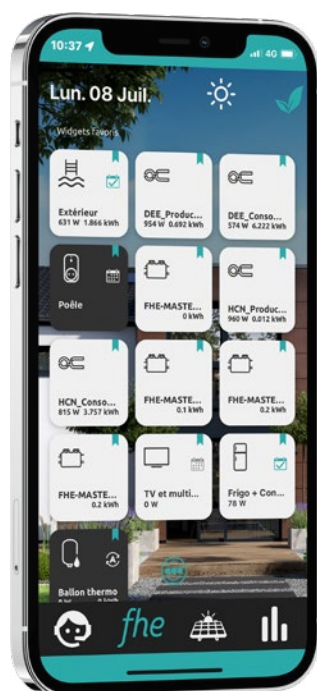 10:37
4G
Lun. 08 Juil.
Widgets favoris
Extérieur
631 W 1.866 kWh
DEE_Produc...
954 W 0.692 kWh
DEE_Conso...
574 W 6.222 kWh
Poêle
FHE-MASTE...
0 kWh
HCN_Produc...
960 W 0.012 kWh
HCN_Conso...
815 W 3.757 kWh
FHE-MASTE...
0.1 kWh
FHE-MASTE...
0.2 kWh
FHE-MASTE...
0.2 kWh
TV et multi...
0 W
Frigo + Con...
78 W
Ballon thermo
fhe